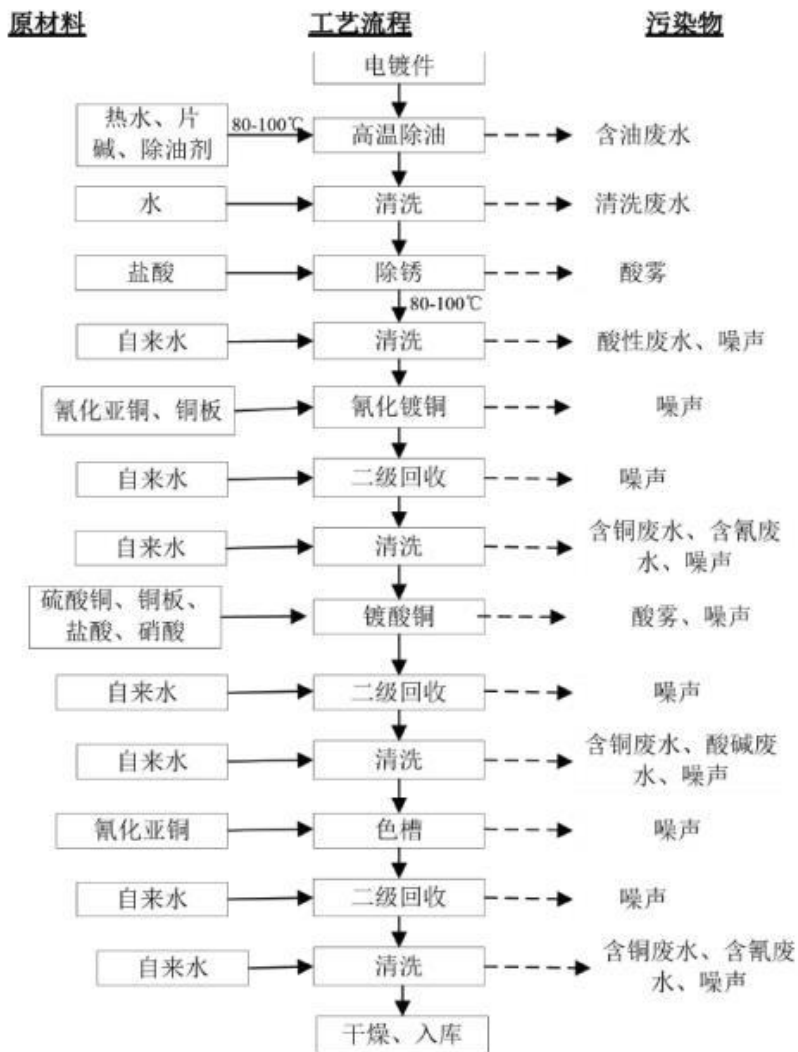 原材料 工艺流程 污染物
电镀件
热水、片
碱、除油剂
80-100℃
高温除油
含油废水
水
清洗
清洗废水
盐酸
除锈
酸雾
80-100℃
自来水
清洗
酸性废水、噪声
氰化亚铜、铜板
氰化镀铜
噪声
自来水
二级回收
噪声
自来水
清洗
含铜废水、含氰废
水、噪声
硫酸铜、铜板、
盐酸、硝酸
镀酸铜
酸雾、噪声
自来水
二级回收
噪声
自来水
清洗
含铜废水、酸碱废
水、噪声
氰化亚铜
色槽
噪声
自来水
二级回收
噪声
自来水
清洗
含铜废水、含氰废
水、噪声
干燥、入库